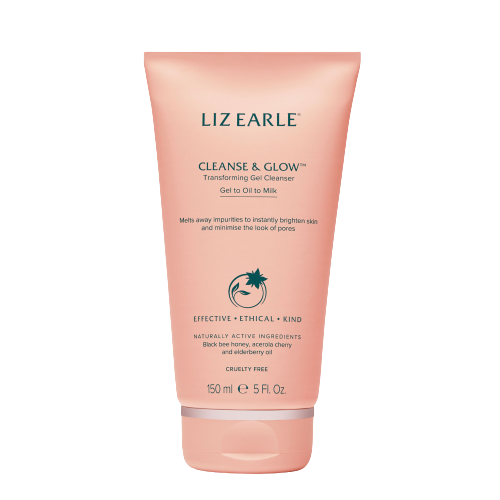 LIZ EARLE®
CLEANSE & GLOW™
Transforming Gel Cleanser
Gel to Oil to Milk
Melts away impurities to instantly brighten skin
and minimise the look of pores
EFFECTIVE • ETHICAL • KIND
NATURALLY ACTIVE INGREDIENTS
Black bee honey, acerola cherry
and elderberry oil
CRUELTY FREE
150 ml ℮ 5 Fl. Oz.